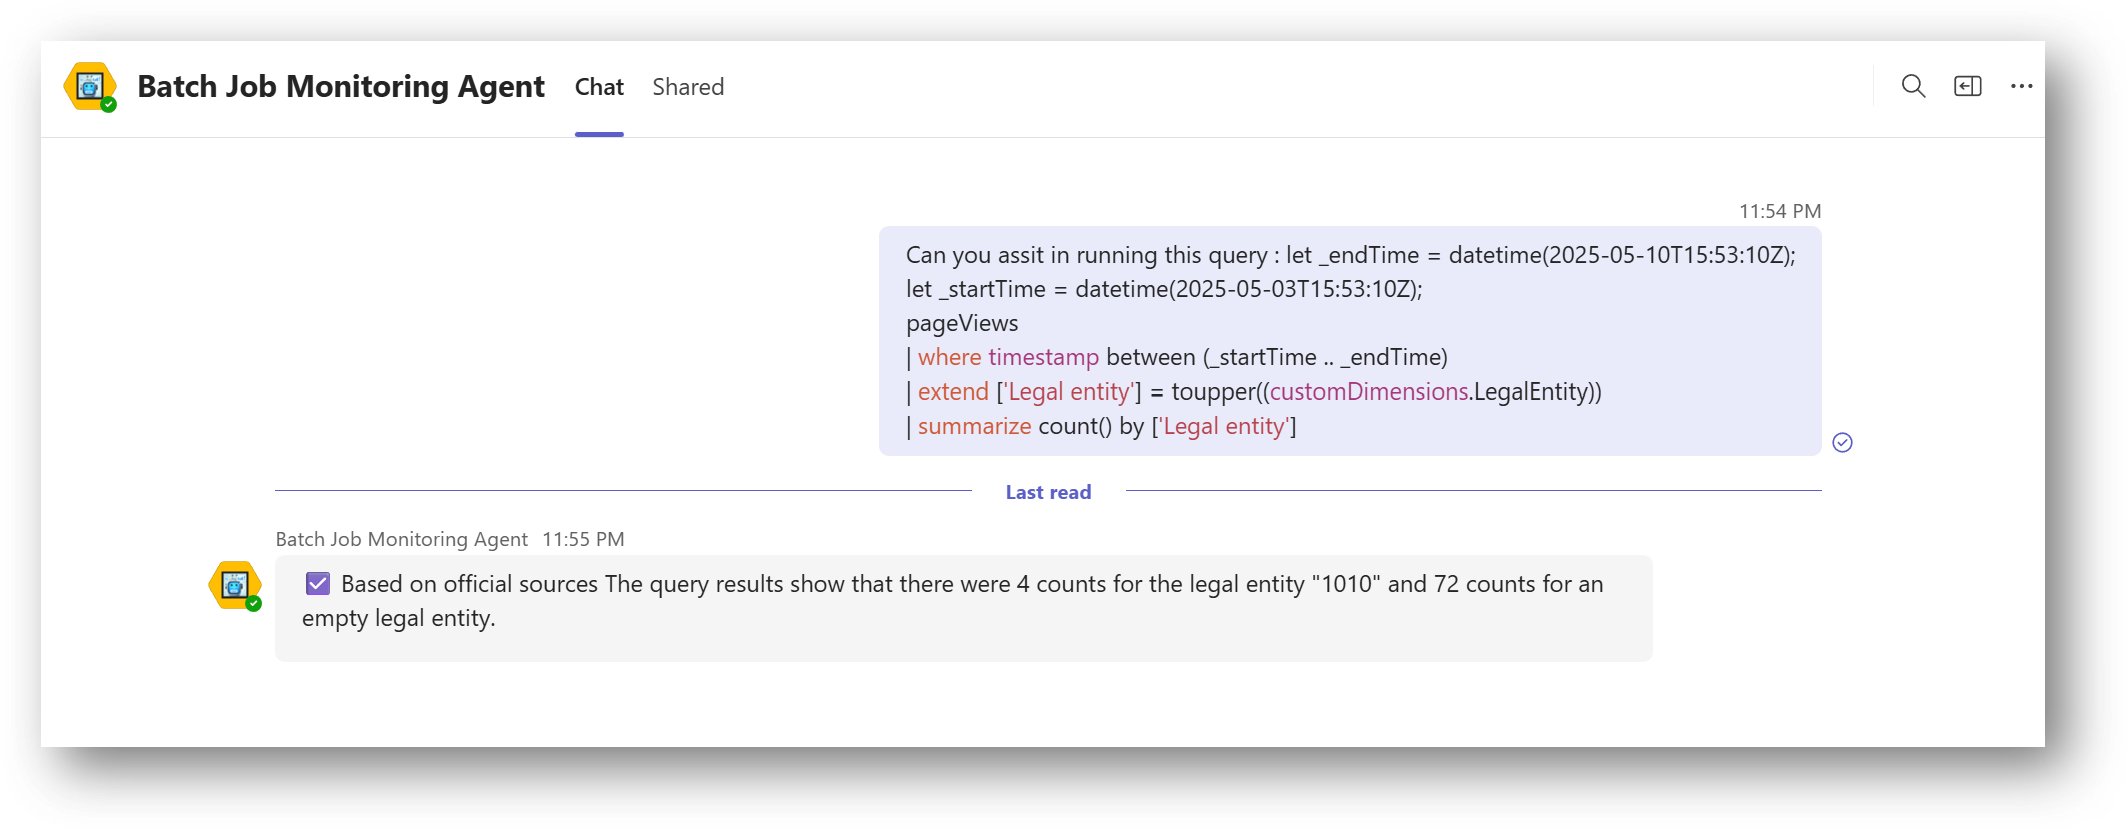 Batch Job Monitoring Agent Chat Shared
11:54 PM
Can you assit in running this query : let _endTime = datetime(2025-05-10T15:53:10Z);
let _startTime = datetime(2025-05-03T15:53:10Z);
pageViews
| where timestamp between (_startTime .. _endTime)
| extend ['Legal entity'] = toupper((customDimensions.LegalEntity))
| summarize count() by ['Legal entity']
Last read
Batch Job Monitoring Agent 11:55 PM
Based on official sources The query results show that there were 4 counts for the legal entity "1010" and 72 counts for an
empty legal entity.